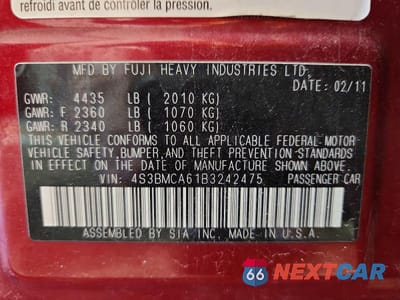 refroidi avant de contrôler la pression.
MFD BY FUJI HEAVY INDUSTRIES LTD.
DATE: 02/11
GVWR: 4435 LB ( 2010 KG)
GAWR: F 2360 LB ( 1070 KG)
GAWR: R 2340 LB ( 1060 KG)
THIS VEHICLE CONFORMS TO ALL APPLICABLE FEDERAL MOTOR
VEHICLE SAFETY, BUMPER, AND THEFT PREVENTION STANDARDS
IN EFFECT ON THE DATE OF MANUFACTURE SHOWN ABOVE.
VIN: 4S3BMCA61B3242475 PASSENGER CAR
ASSEMBLED BY SIA INC. MADE IN U.S.A.
66 NEXTCAR